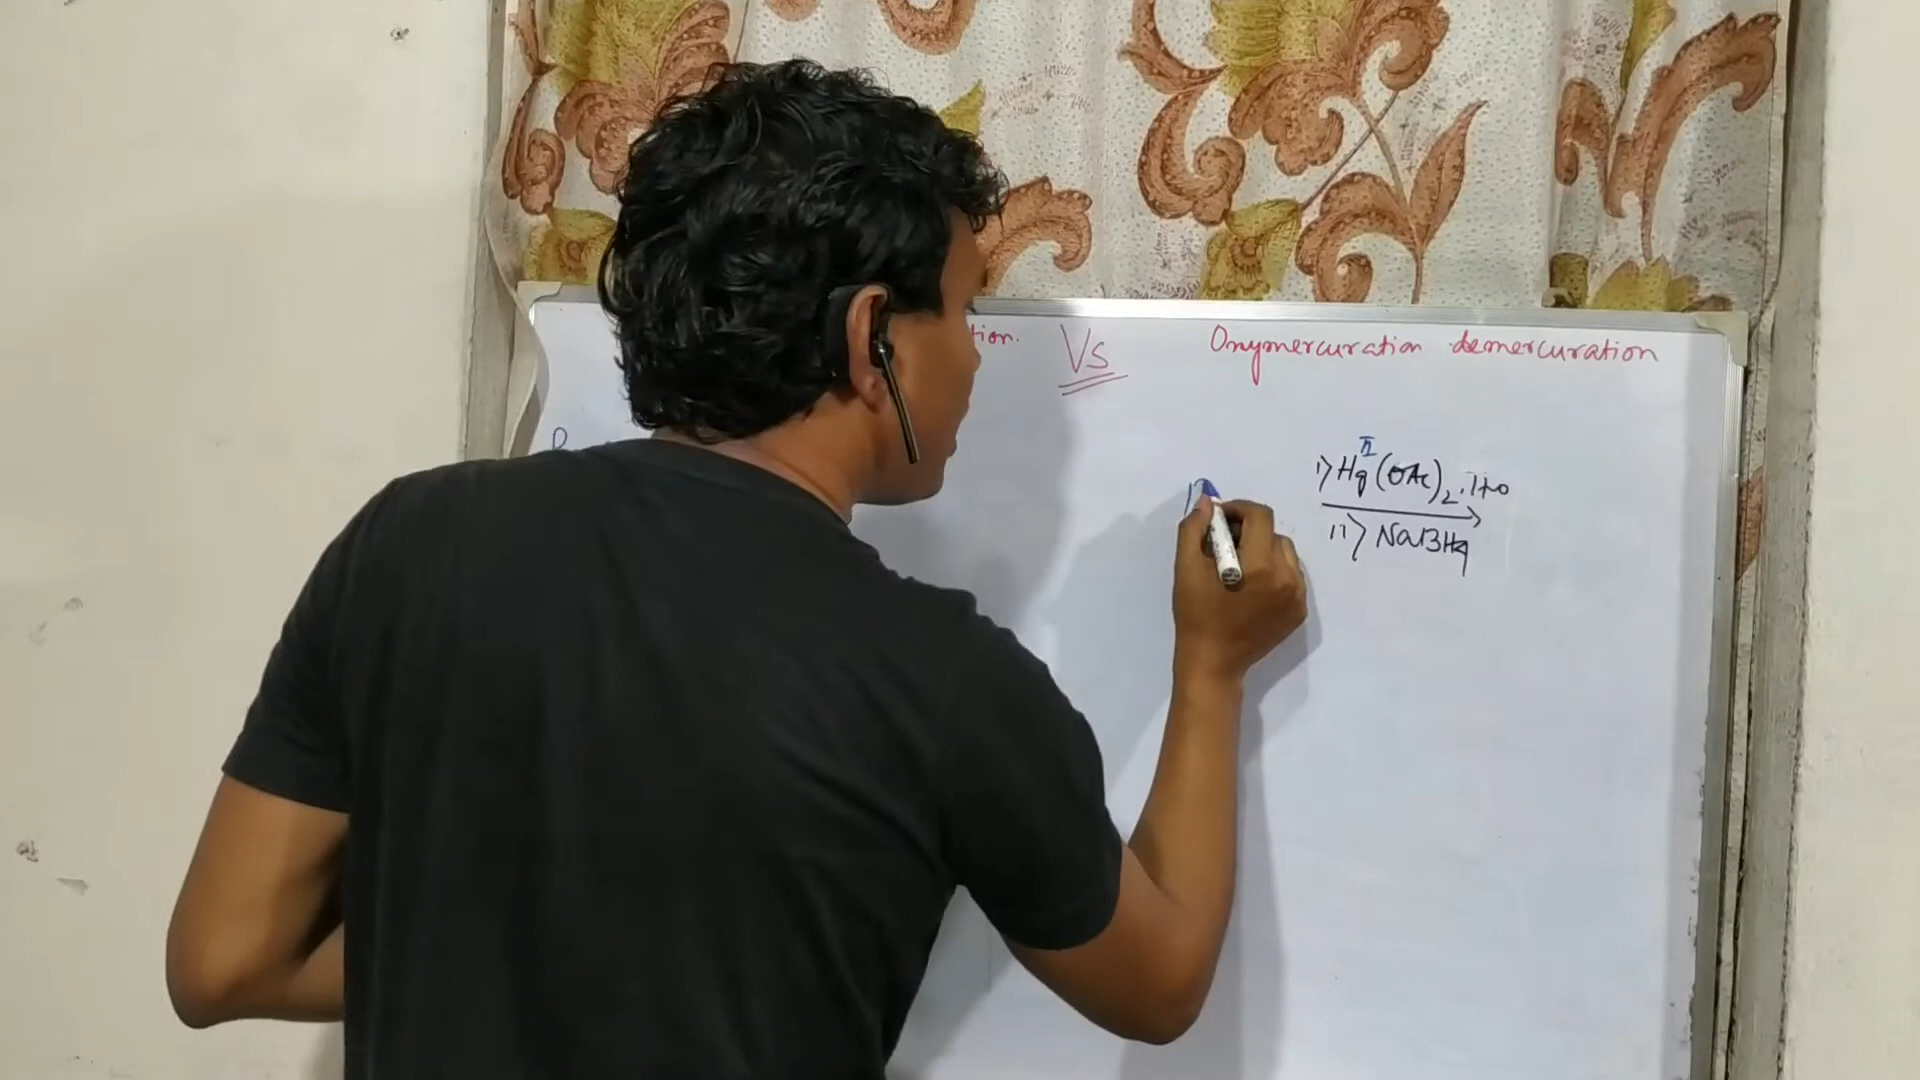 tion. Vs Oxymercuration demercuration
II
i) Hg(OAc)2.H2O
ii) NaBH4